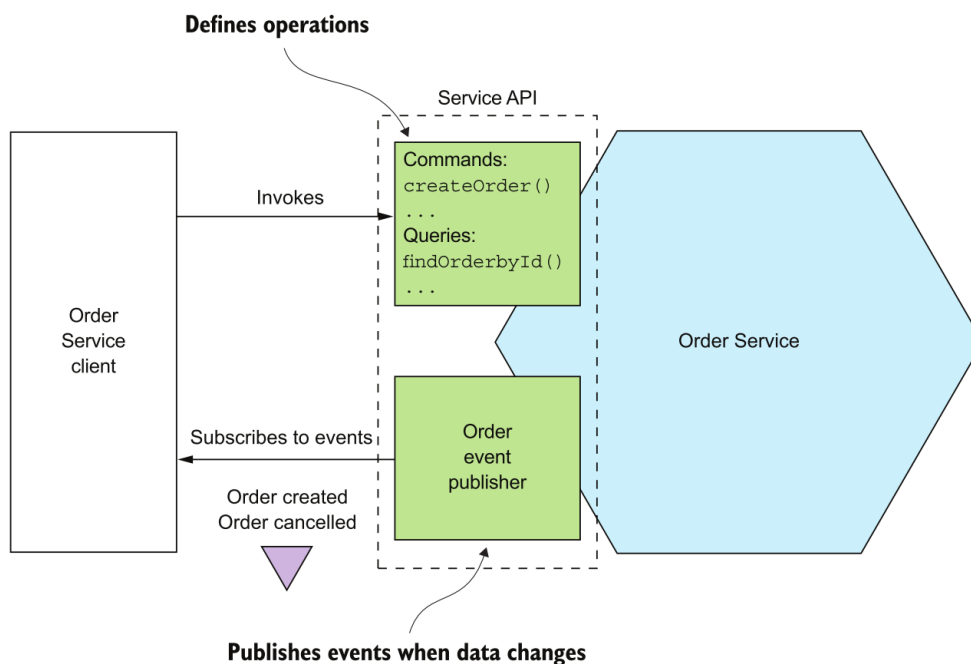 Defines operations
Service API
Commands:
createOrder()
...
Queries:
findOrderbyId()
...
Invokes
Order
Service
client
Order Service
Subscribes to events
Order
event
publisher
Order created
Order cancelled
Publishes events when data changes